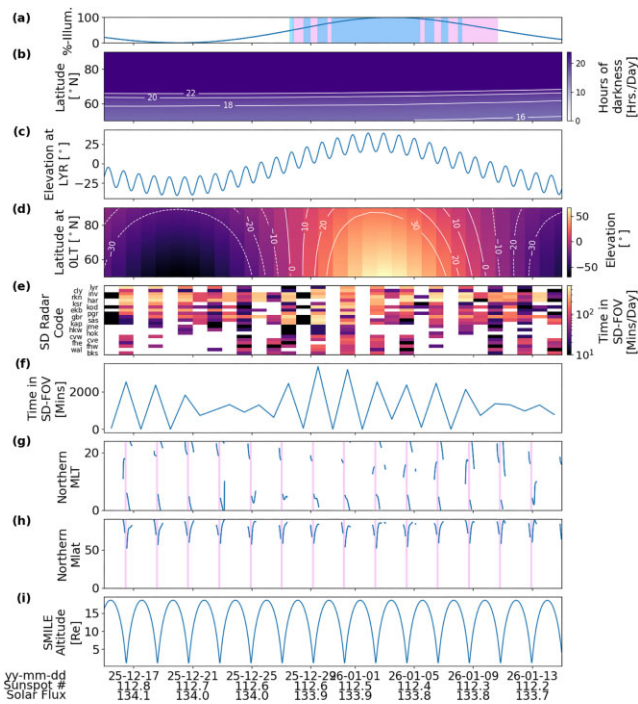 (a)
%-Illum.
100
50
0
(b)
Latitude
[°N]
80
60
22
20
18
16
20
10
0
Hours of
darkness
[Hrs./Day]
(c)
Elevation at
LYR [°]
25
0
−25
(d)
Latitude at
0LT [°N]
80
60
−30
−20
−10
0
10
20
30
30
20
10
0
−10
−20
−30
50
0
−50
Elevation
[°]
(e)
SD Radar
Code
lyr
cly inv
rkn har
ksr kod
ekb pgr
gbr sas
kap jme
hkw hok
cvw cve
fhe fhw
wal bks
10²
10¹
Time in
SD-FOV
[Mins/Day]
(f)
Time in
SD-FOV
[Mins]
2000
0
(g)
Northern
MLT
20
0
(h)
Northern
Mlat
50
0
(i)
SMILE
Altitude
[Re]
15
10
5
yy-mm-dd 25-12-17 25-12-21 25-12-25 25-12-29 26-01-01 26-01-05 26-01-09 26-01-13
Sunspot # 112.8 112.7 112.6 112.6 112.5 112.4 112.3 112.2
Solar Flux 134.1 134.0 134.0 133.9 133.9 133.8 133.8 133.7